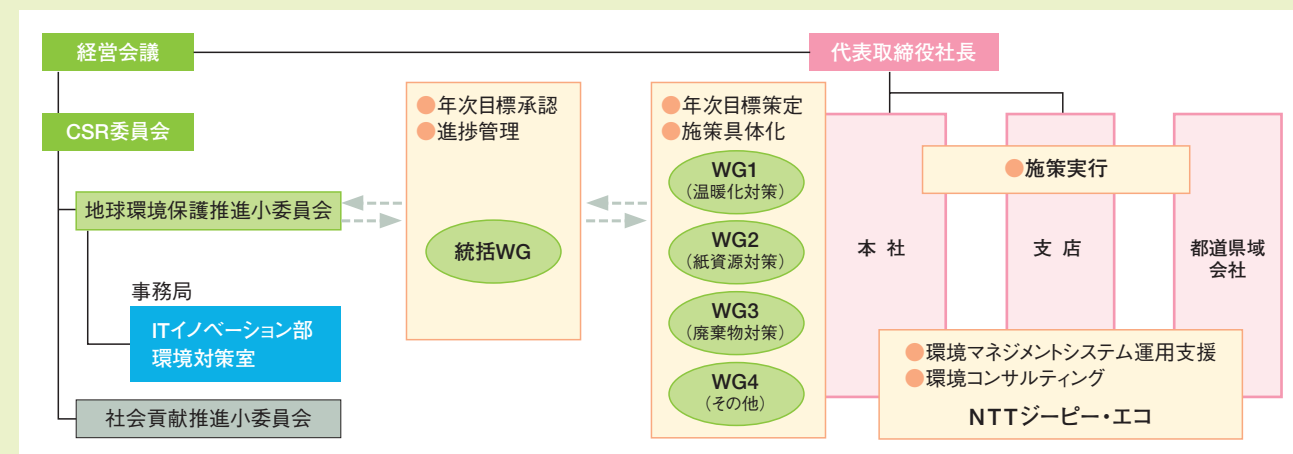 経営会議
代表取締役社長
CSR委員会
地球環境保護推進小委員会
事務局
ITイノベーション部
環境対策室
社会貢献推進小委員会
●年次目標承認
●進捗管理
統括WG
●年次目標策定
●施策具体化
WG1
（温暖化対策）
WG2
（紙資源対策）
WG3
（廃棄物対策）
WG4
（その他）
●施策実行
本 社
支 店
都道県域
会社
●環境マネジメントシステム運用支援
●環境コンサルティング
NTTジーピー・エコ